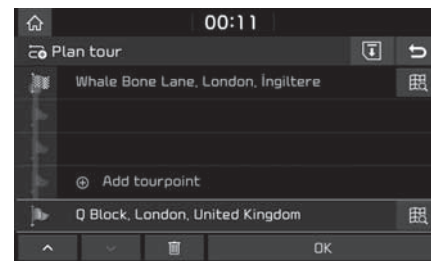 00:11
Plan tour
Whale Bone Lane, London, İngiltere
Add tourpoint
Q Block, London, United Kingdom
OK